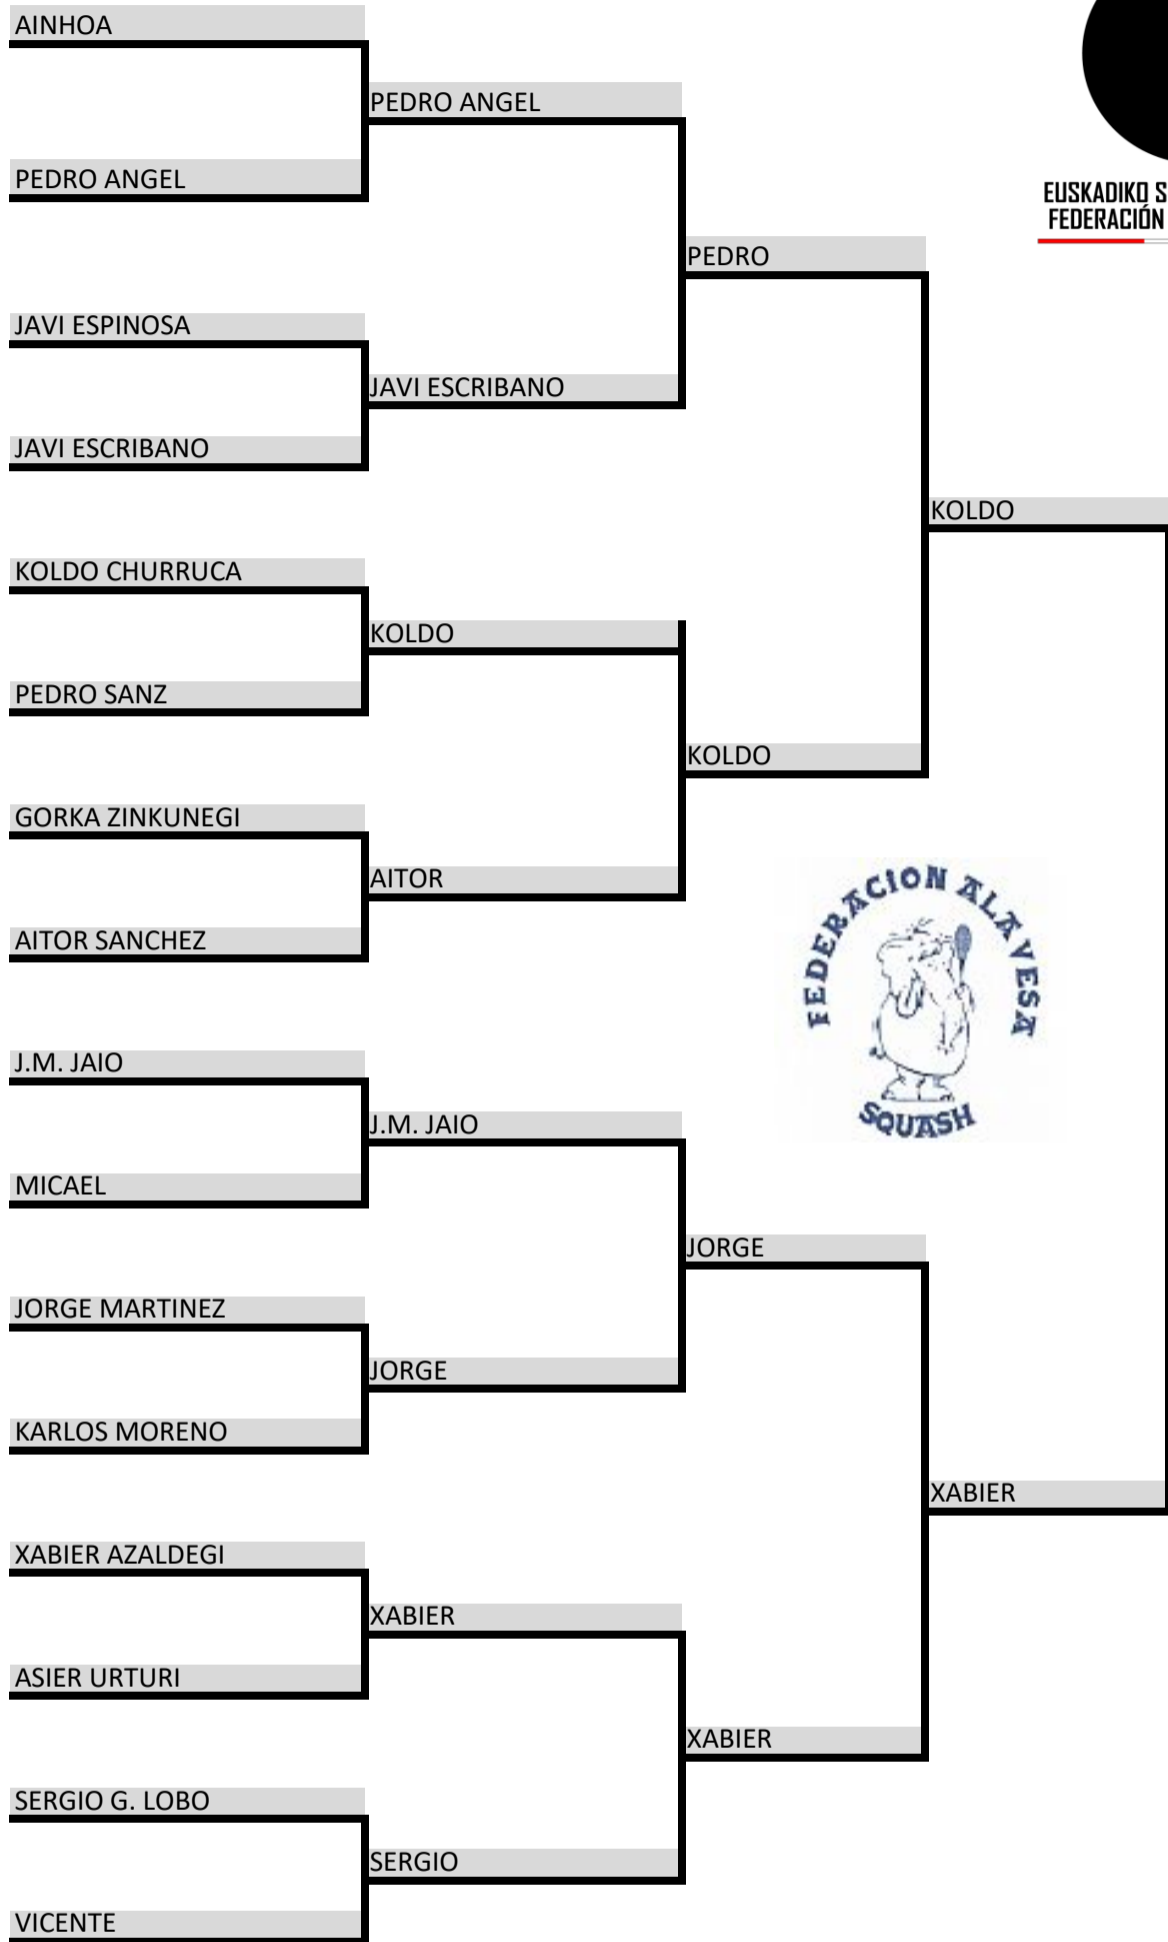 AINHOA
PEDRO ANGEL
PEDRO ANGEL
EUSKADIKO S
FEDERACIÓN
PEDRO
JAVI ESPINOSA
JAVI ESCRIBANO
JAVI ESCRIBANO
KOLDO
KOLDO CHURRUCA
KOLDO
PEDRO SANZ
KOLDO
GORKA ZINKUNEGI
AITOR
AITOR SANCHEZ
FEDERACION ALAVESA
SQUASH
J.M. JAIO
J.M. JAIO
MICAEL
JORGE
JORGE MARTINEZ
JORGE
KARLOS MORENO
XABIER
XABIER AZALDEGI
XABIER
ASIER URTURI
XABIER
SERGIO G. LOBO
SERGIO
VICENTE